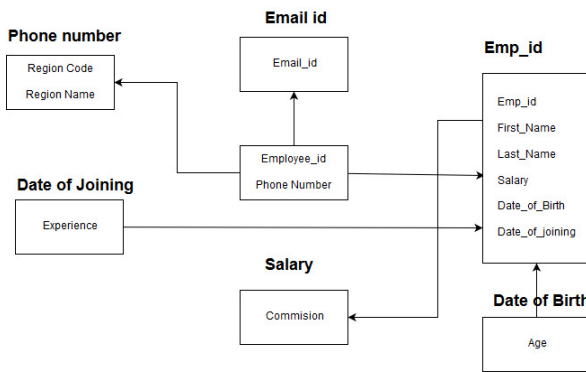 Email id
Phone number
Emp_id
Region Code
Region Name
Email_id
Emp_id
First_Name
Last_Name
Salary
Date_of_Birth
Date_of_joining
Employee_id
Phone Number
Date of Joining
Experience
Salary
Commision
Date of Birth
Age